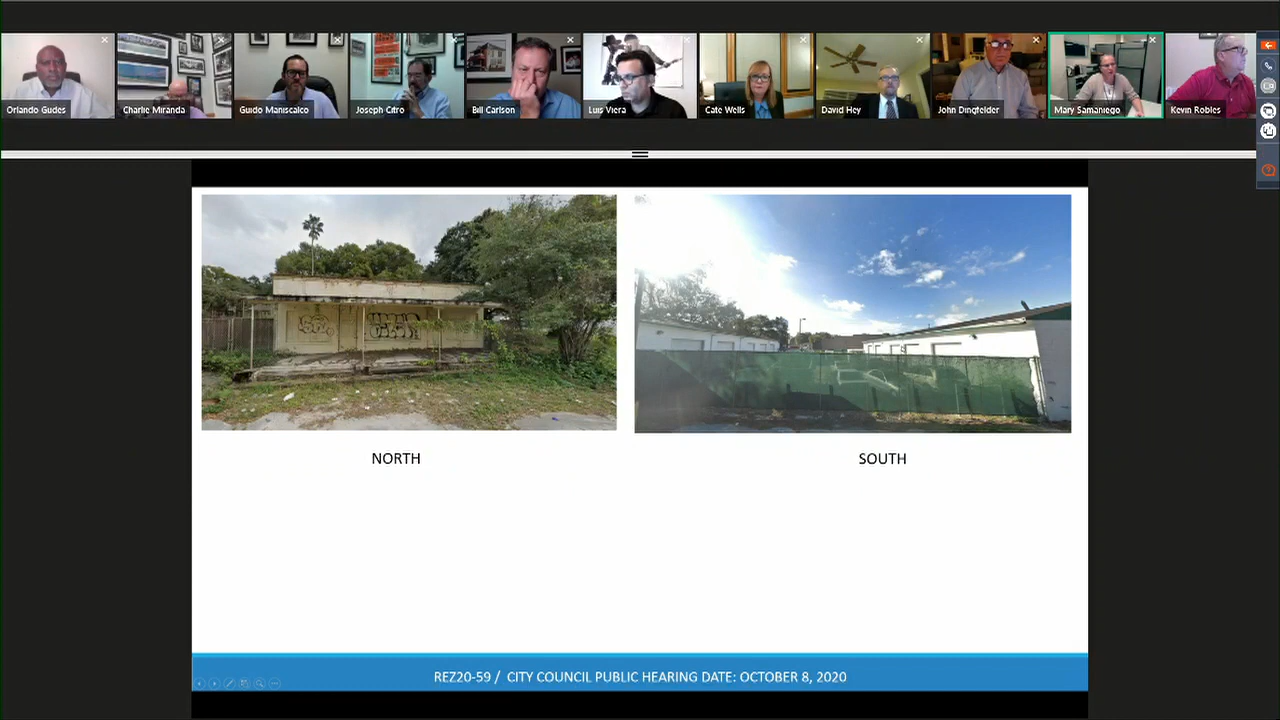 Orlando Gudes
Charlie Miranda
Gudo Maniscalco
Joseph Citro
Bill Carlson
Luis Viera
Cate Wells
David Hey
John Dingfelder
Mary Samaniego
Kevin Robles
NORTH
SOUTH
REZ20-59 / CITY COUNCIL PUBLIC HEARING DATE: OCTOBER 8, 2020